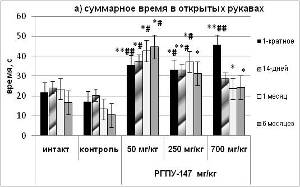 а) суммарное время в открытых рукавах
время, с
60
50
40
30
20
10
0
**## *# *# *# *#
*# **# *# *
**## * *
1-кратное
14-дней
1 месяц
6 месяцев
интакт контроль 50 мг/кг 250 мг/кг 700 мг/кг
РГПУ-147 мг/кг